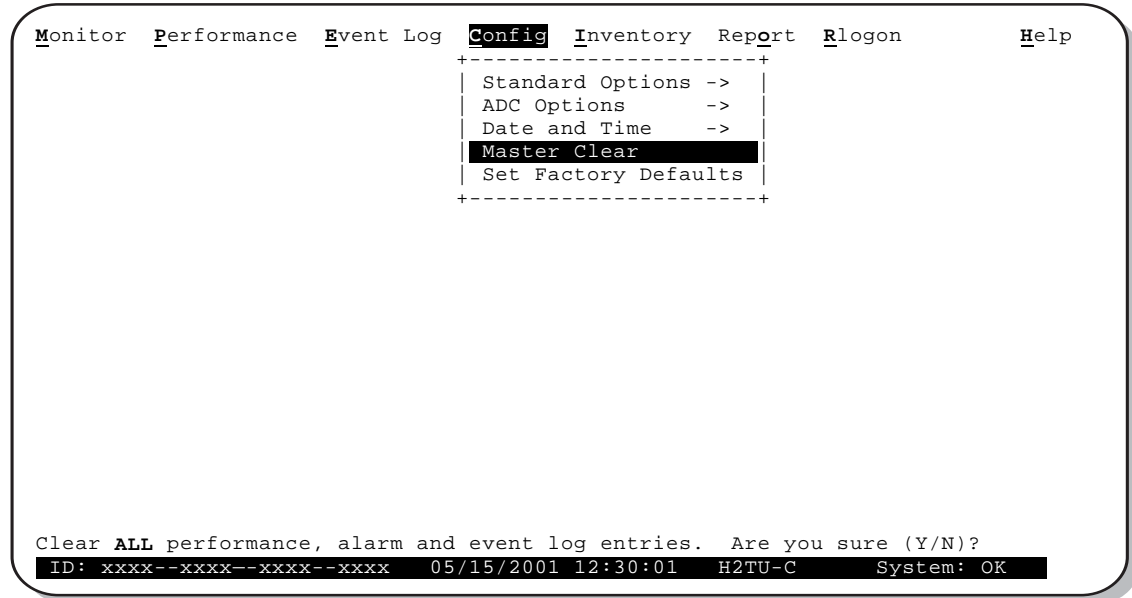 Monitor  Performance  Event Log  Config  Inventory  Report  Rlogon         Help
+----------------------+
| Standard Options ->  |
| ADC Options      ->  |
| Date and Time    ->  |
| Master Clear         |
| Set Factory Defaults |
+----------------------+
Clear ALL performance, alarm and event log entries.  Are you sure (Y/N)?
ID: xxxx--xxxx--xxxx--xxxx   05/15/2001 12:30:01   H2TU-C      System: OK